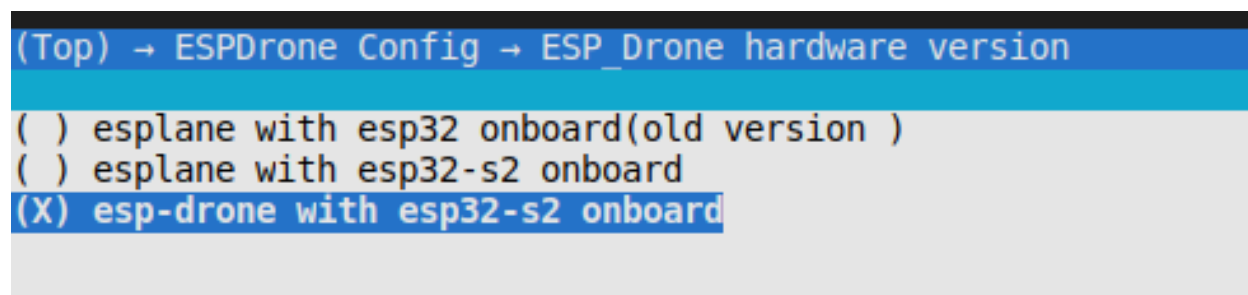 (Top) → ESPDrone Config → ESP_Drone hardware version
( ) esplane with esp32 onboard(old version )
( ) esplane with esp32-s2 onboard
(X) esp-drone with esp32-s2 onboard